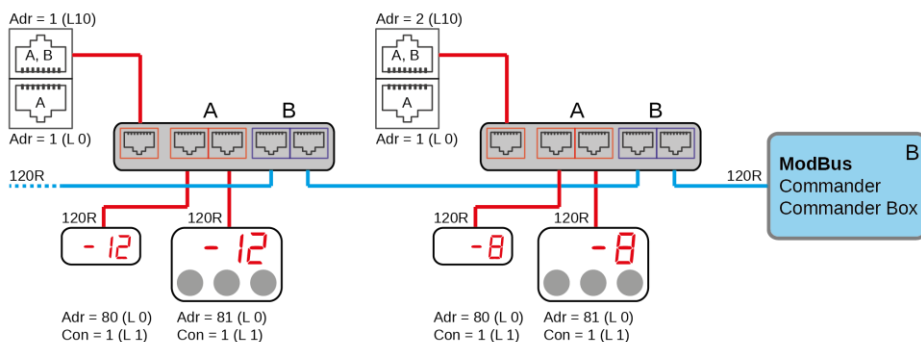 Adr = 1 (L10)
A, B
A
Adr = 1 (L 0)
A B
120R
120R
-12
120R
-12
Adr = 80 (L 0)
Con = 1 (L 1)
Adr = 81 (L 0)
Con = 1 (L 1)
Adr = 2 (L10)
A, B
A
Adr = 1 (L 0)
A B
120R
-8
120R
-8
Adr = 80 (L 0)
Con = 1 (L 1)
Adr = 81 (L 0)
Con = 1 (L 1)
120R
B
ModBus
Commander
Commander Box